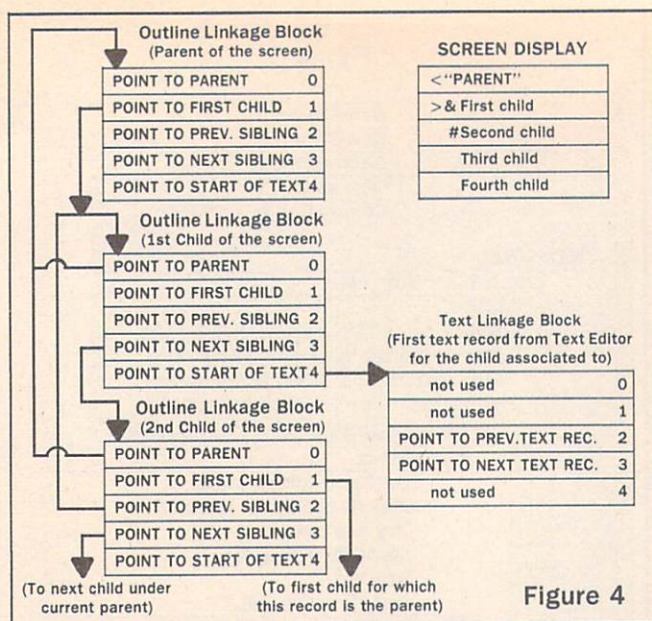 Outline Linkage Block
(Parent of the screen)
POINT TO PARENT 0
POINT TO FIRST CHILD 1
POINT TO PREV. SIBLING 2
POINT TO NEXT SIBLING 3
POINT TO START OF TEXT 4
SCREEN DISPLAY
<"PARENT"
>& First child
#Second child
Third child
Fourth child
Outline Linkage Block
(1st Child of the screen)
POINT TO PARENT 0
POINT TO FIRST CHILD 1
POINT TO PREV. SIBLING 2
POINT TO NEXT SIBLING 3
POINT TO START OF TEXT 4
Text Linkage Block
(First text record from Text Editor
for the child associated to)
not used 0
not used 1
POINT TO PREV.TEXT REC. 2
POINT TO NEXT TEXT REC. 3
not used 4
Outline Linkage Block
(2nd Child of the screen)
POINT TO PARENT 0
POINT TO FIRST CHILD 1
POINT TO PREV. SIBLING 2
POINT TO NEXT SIBLING 3
POINT TO START OF TEXT 4
(To next child under
current parent)
(To first child for which
this record is the parent)
Figure 4